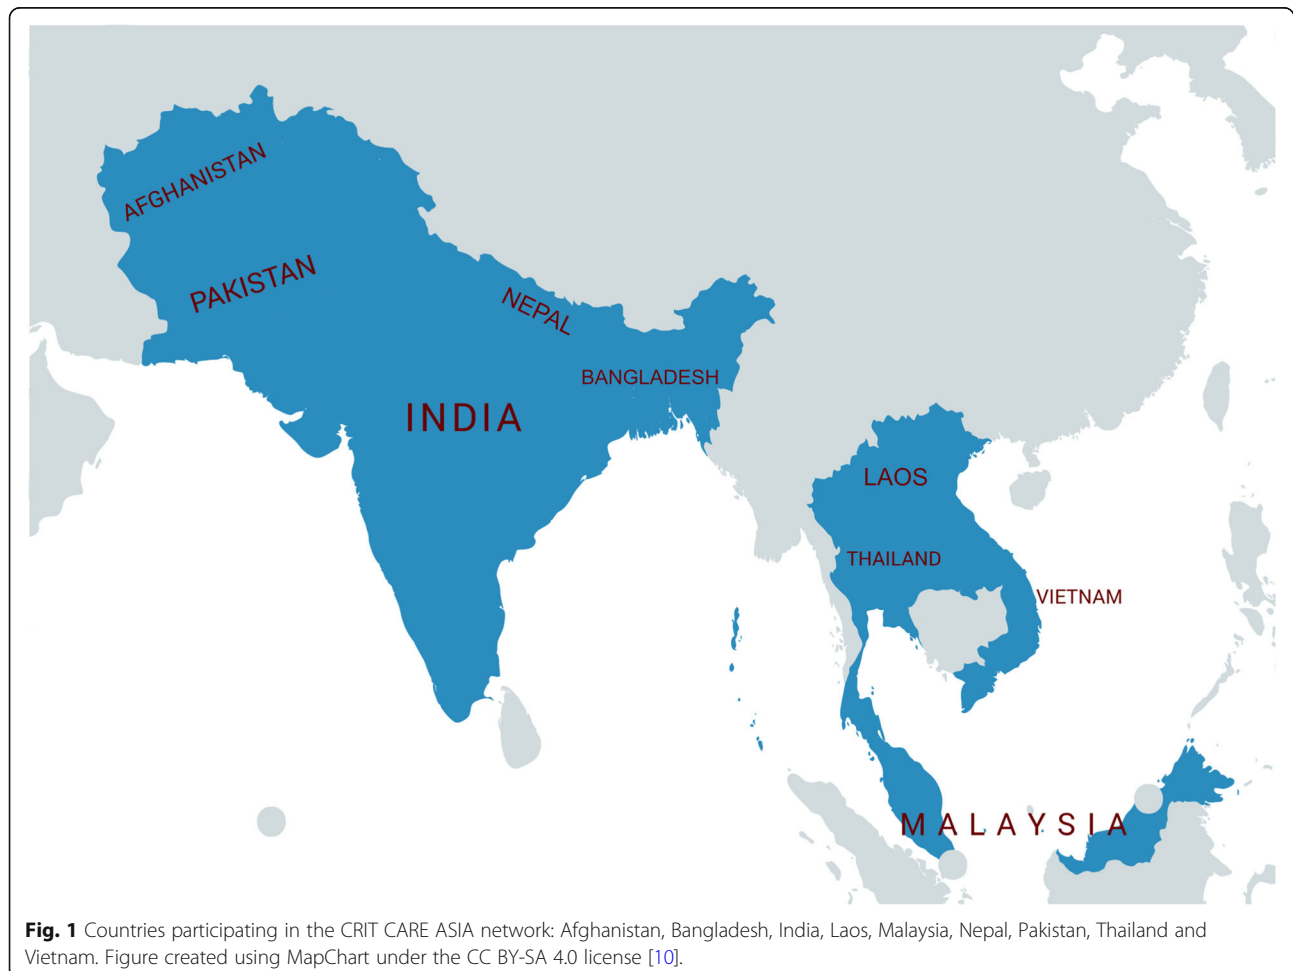 AFGHANISTAN
PAKISTAN
NEPAL
BANGLADESH
INDIA
LAOS
THAILAND
VIETNAM
MALAYSIA
Fig. 1 Countries participating in the CRIT CARE ASIA network: Afghanistan, Bangladesh, India, Laos, Malaysia, Nepal, Pakistan, Thailand and
Vietnam. Figure created using MapChart under the CC BY-SA 4.0 license [10].